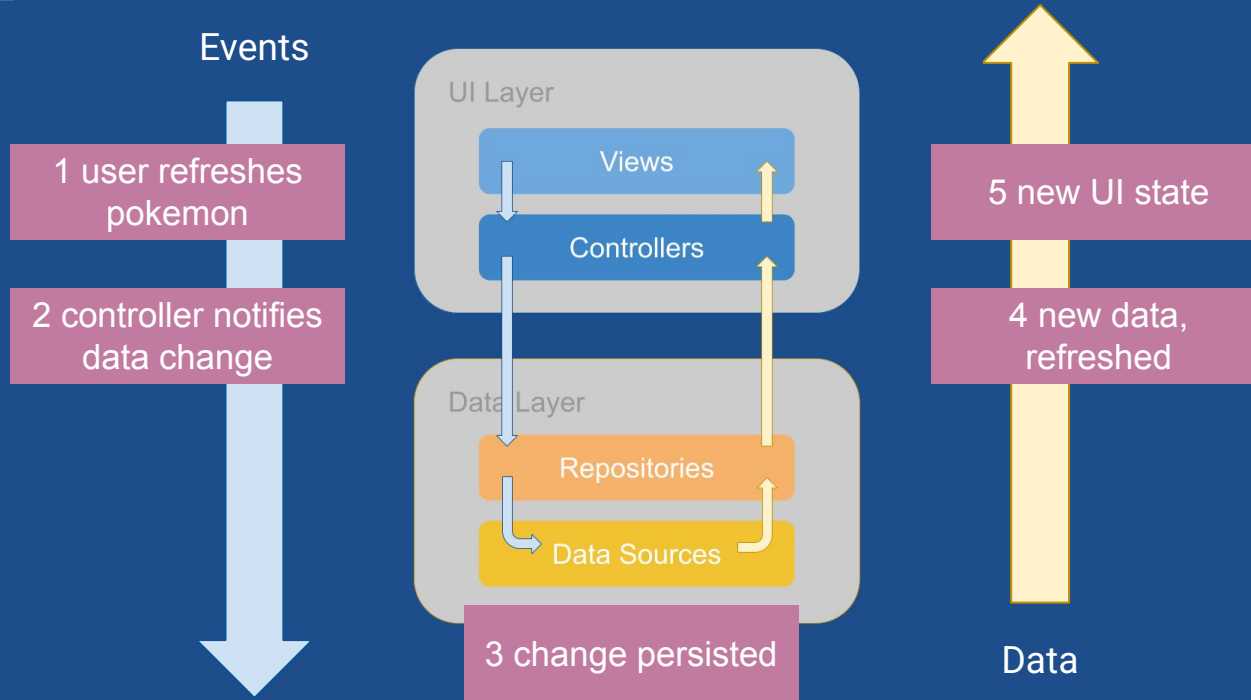 Events
1 user refreshes
pokemon
2 controller notifies
data change
UI Layer
Views
Controllers
Data Layer
Repositories
Data Sources
3 change persisted
5 new UI state
4 new data,
refreshed
Data